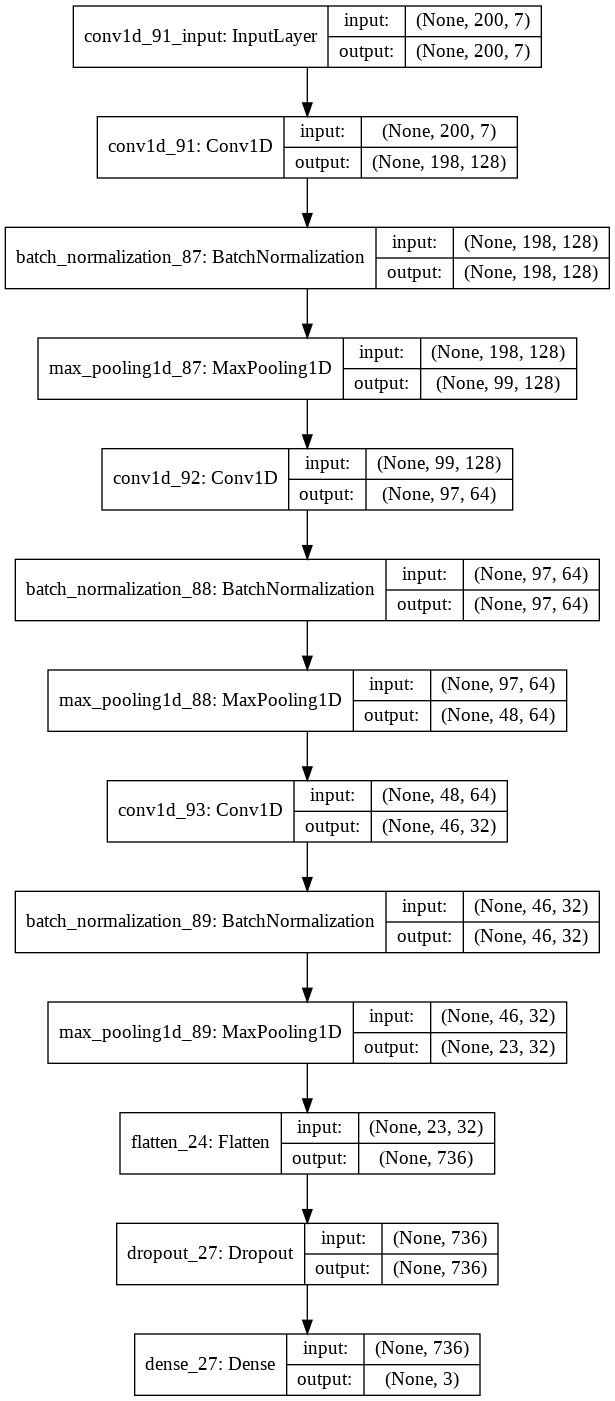 conv1d_91_input: InputLayer
input: (None, 200, 7)
output: (None, 200, 7)
conv1d_91: Conv1D
input: (None, 200, 7)
output: (None, 198, 128)
batch_normalization_87: BatchNormalization
input: (None, 198, 128)
output: (None, 198, 128)
max_pooling1d_87: MaxPooling1D
input: (None, 198, 128)
output: (None, 99, 128)
conv1d_92: Conv1D
input: (None, 99, 128)
output: (None, 97, 64)
batch_normalization_88: BatchNormalization
input: (None, 97, 64)
output: (None, 97, 64)
max_pooling1d_88: MaxPooling1D
input: (None, 97, 64)
output: (None, 48, 64)
conv1d_93: Conv1D
input: (None, 48, 64)
output: (None, 46, 32)
batch_normalization_89: BatchNormalization
input: (None, 46, 32)
output: (None, 46, 32)
max_pooling1d_89: MaxPooling1D
input: (None, 46, 32)
output: (None, 23, 32)
flatten_24: Flatten
input: (None, 23, 32)
output: (None, 736)
dropout_27: Dropout
input: (None, 736)
output: (None, 736)
dense_27: Dense
input: (None, 736)
output: (None, 3)